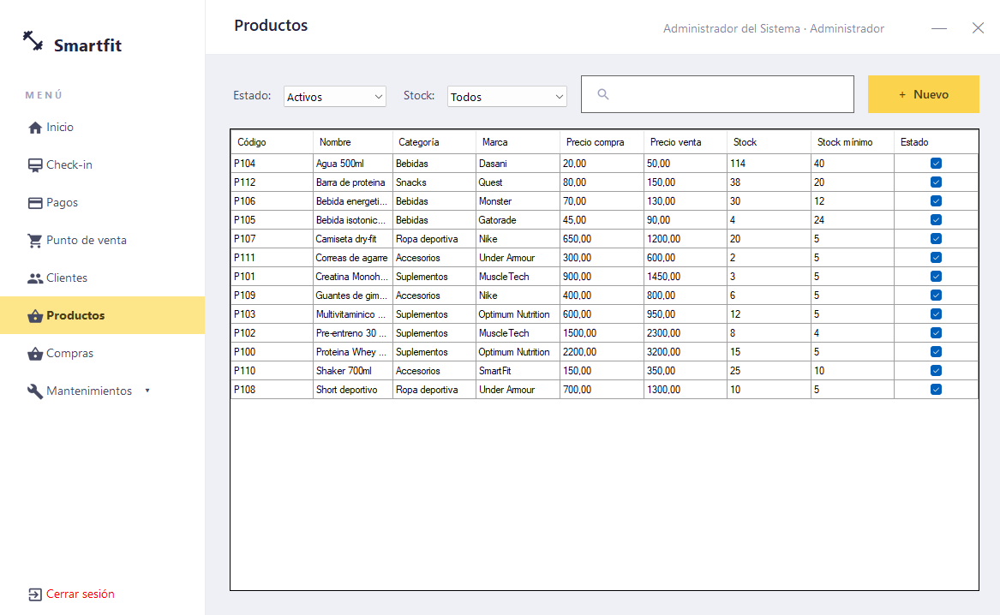 Smartfit
MENÚ
Inicio
Check-in
Pagos
Punto de venta
Clientes
Productos
Compras
Mantenimientos
Cerrar sesión
Productos
Administrador del Sistema · Administrador
Estado: Activos Stock: Todos + Nuevo
Código Nombre Categoría Marca Precio compra Precio venta Stock Stock mínimo Estado
P104 Agua 500ml Bebidas Dasani 20,00 50,00 114 40
P112 Barra de proteina Snacks Quest 80,00 150,00 38 20
P106 Bebida energeti... Bebidas Monster 70,00 130,00 30 12
P105 Bebida isotonic... Bebidas Gatorade 45,00 90,00 4 24
P107 Camiseta dry-fit Ropa deportiva Nike 650,00 1200,00 20 5
P111 Correas de agarre Accesorios Under Armour 300,00 600,00 2 5
P101 Creatina Monoh... Suplementos MuscleTech 900,00 1450,00 3 5
P109 Guantes de gim... Accesorios Nike 400,00 800,00 6 5
P103 Multivitaminico ... Suplementos Optimum Nutrition 600,00 950,00 12 5
P102 Pre-entreno 30 ... Suplementos MuscleTech 1500,00 2300,00 8 4
P100 Proteina Whey ... Suplementos Optimum Nutrition 2200,00 3200,00 15 5
P110 Shaker 700ml Accesorios SmartFit 150,00 350,00 25 10
P108 Short deportivo Ropa deportiva Under Armour 700,00 1300,00 10 5